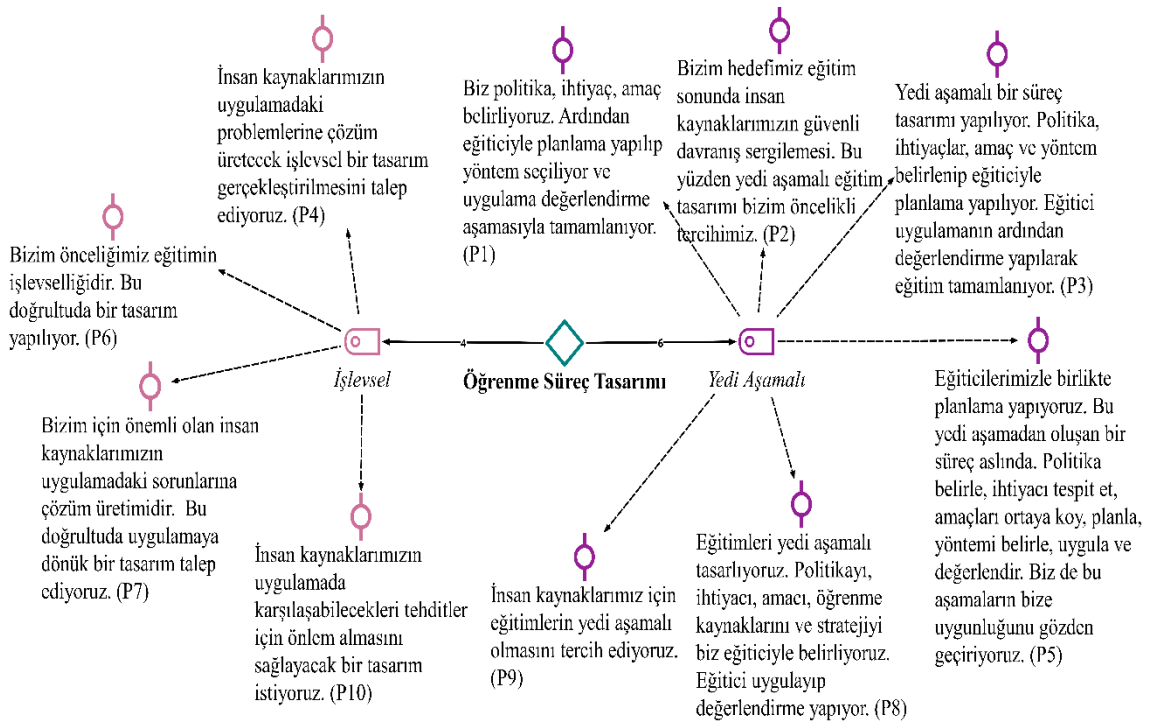 İnsan kaynaklarımızın
uygulamadaki
problemlerine çözüm
üretecek işlevsel bir tasarım
gerçekleştirilmesini talep
ediyoruz. (P4)
Biz politika, ihtiyaç, amaç
belirliyoruz. Ardından
eğiticiyle planlama yapılıp
yöntem seçiliyor ve
uygulama değerlendirme
aşamasıyla tamamlanıyor.
(P1)
Bizim hedefimiz eğitim
sonunda insan
kaynaklarımızın güvenli
davranış sergilemesi. Bu
yüzden yedi aşamalı eğitim
tasarımı bizim öncelikli
tercihimiz. (P2)
Yedi aşamalı bir süreç
tasarımı yapılıyor. Politika,
ihtiyaçlar, amaç ve yöntem
belirlenip eğiticiyle
planlama yapılıyor. Eğitici
uygulamanın ardından
değerlendirme yapılarak
eğitim tamamlanıyor. (P3)
Bizim önceliğimiz eğitimin
işlevselliğidir. Bu
doğrultuda bir tasarım
yapılıyor. (P6)
4
6
İşlevsel
Öğrenme Süreç Tasarımı
Yedi Aşamalı
Bizim için önemli olan insan
kaynaklarımızın
uygulamadaki sorunlarına
çözüm üretimidir. Bu
doğrultuda uygulamaya
dönük bir tasarım talep
ediyoruz. (P7)
İnsan kaynaklarımızın
uygulamada
karşılaşabilecekleri tehditler
için önlem almasını
sağlayacak bir tasarım
istiyoruz. (P10)
İnsan kaynaklarımız için
eğitimlerin yedi aşamalı
olmasını tercih ediyoruz.
(P9)
Eğitimleri yedi aşamalı
tasarlıyoruz. Politikayı,
ihtiyacı, amacı, öğrenme
kaynaklarını ve stratejiyi
biz eğiticiyle belirliyoruz.
Eğitici uygulayıp
değerlendirme yapıyor. (P8)
Eğiticilerimizle birlikte
planlama yapıyoruz. Bu
yedi aşamadan oluşan bir
süreç aslında. Politika
belirle, ihtiyacı tespit et,
amaçları ortaya koy, planla,
yöntemi belirle, uygula ve
değerlendir. Biz de bu
aşamaların bize
uygunluğunu gözden
geçiriyoruz. (P5)